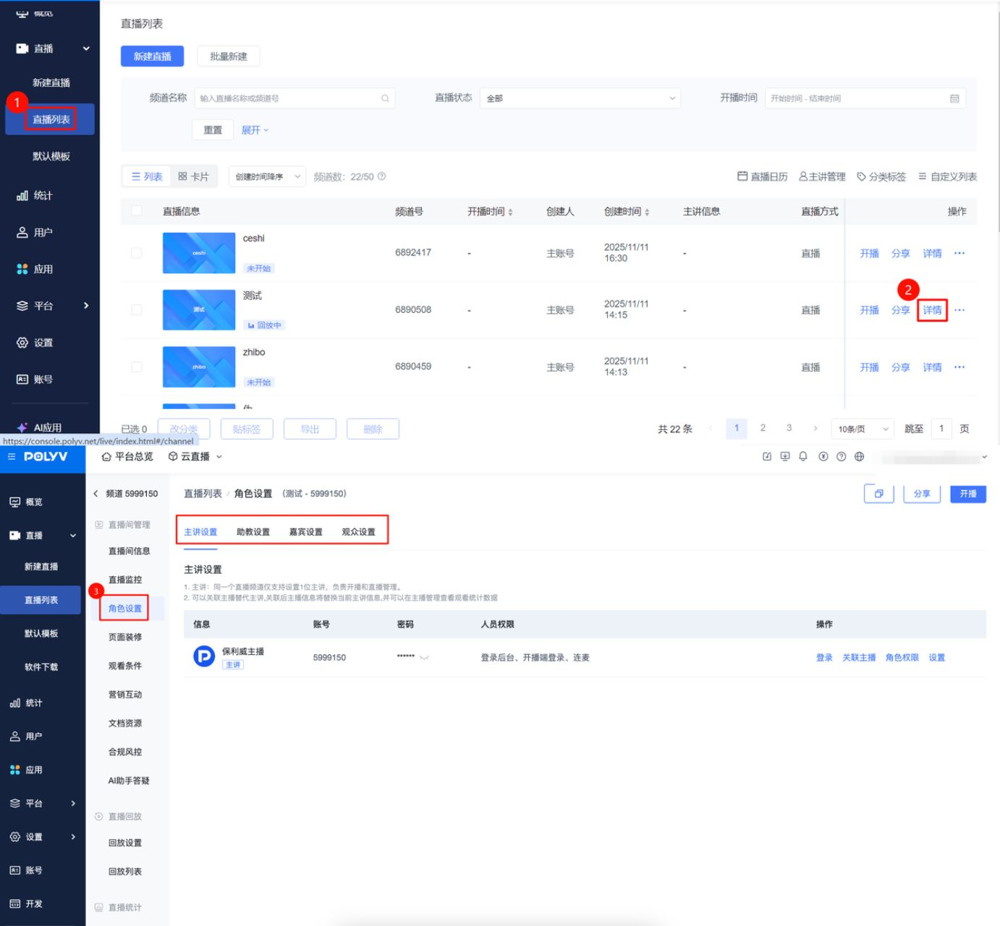 概览
直播列表
直播
新建直播
批量新建
新建直播
频道名称
输入直播名称或频道号
直播状态
全部
开播时间
开始时间 - 结束时间
1
直播列表
重置
展开
默认模板
列表
卡片
创建时间降序
频道数: 22/50
直播日历
主讲管理
分类标签
自定义列表
统计
直播信息
频道号
开播时间
创建人
创建时间
主讲信息
直播方式
操作
用户
ceshi
ceshi
未开始
6892417
-
主账号
2025/11/11
16:30
-
直播
开播
分享
详情
...
应用
2
平台
测试
测试
回放中
6890508
-
主账号
2025/11/11
14:15
-
直播
开播
分享
详情
...
设置
zhibo
zhibo
未开始
6890459
-
主账号
2025/11/11
14:13
-
直播
开播
分享
详情
...
账号
AI应用
已选 0
改分类
贴标签
导出
删除
共 22 条
1
2
3
10条/页
跳至
1
页
https://console.polyv.net/live/index.html#/channel
POLYV
平台总览
云直播
概览
频道 5999150
直播列表 / 角色设置 (测试 - 5999150)
分享
开播
直播
直播间管理
主讲设置
助教设置
嘉宾设置
观众设置
新建直播
直播间信息
主讲设置
直播列表
直播监控
1. 主讲: 同一个直播频道仅支持设置1位主讲, 负责开播和直播管理。
2. 可以关联主播替代主讲,关联后主播信息将替换当前主讲信息,并可以在主播管理查看观看统计数据
3
角色设置
信息
账号
密码
人员权限
操作
默认模板
页面装修
保利威主播
主讲
5999150
******
登录后台、开播端登录、连麦
登录
关联主播
角色权限
设置
软件下载
观看条件
统计
营销互动
用户
文档资源
应用
合规风控
平台
AI助手答疑
设置
直播回放
账号
回放设置
开发
回放列表
直播统计